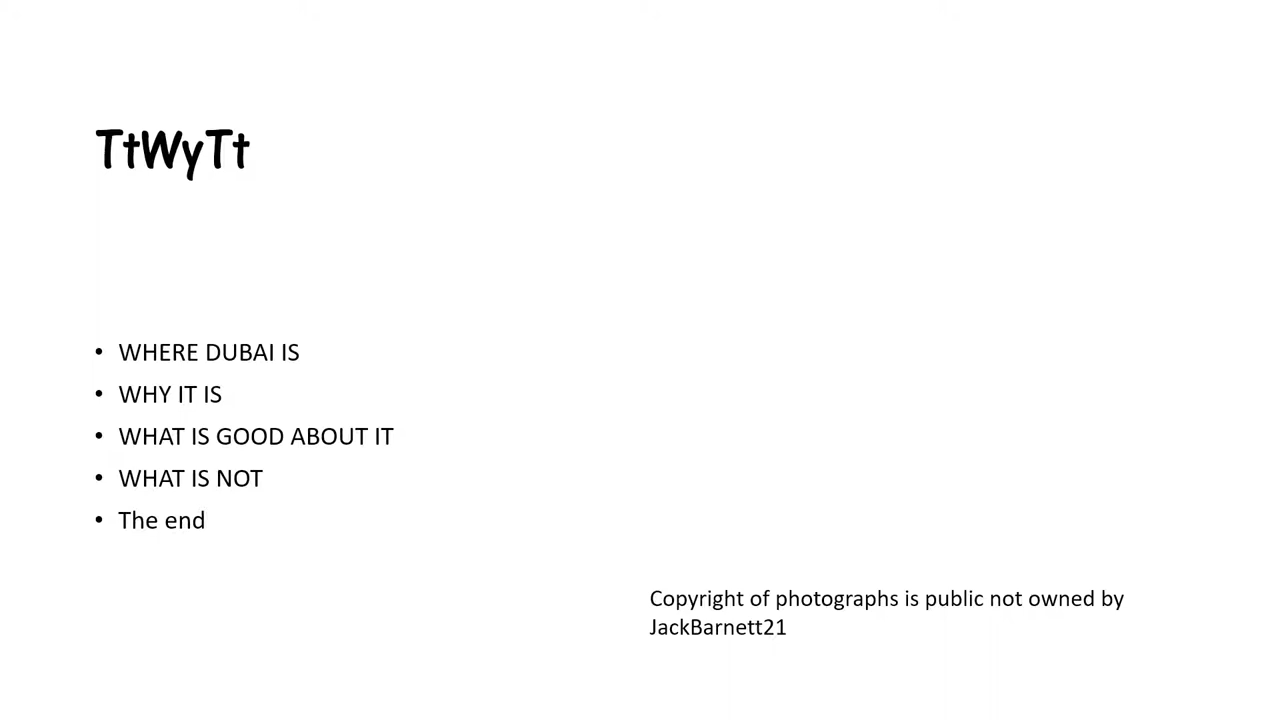 TtWyTt
• WHERE DUBAI IS
• WHY IT IS
• WHAT IS GOOD ABOUT IT
• WHAT IS NOT
• The end
Copyright of photographs is public not owned by
JackBarnett21